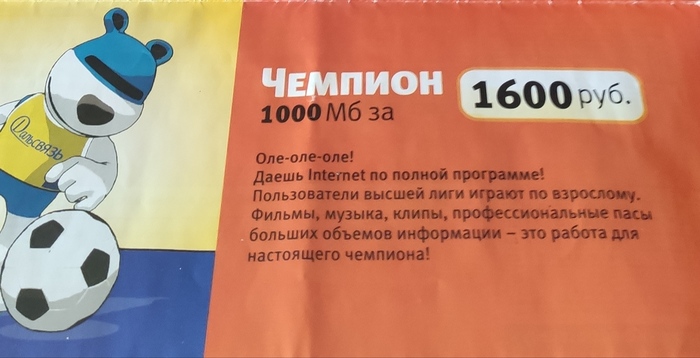 Дальсвязь
Чемпион
1000 Мб за 1600 руб.
Оле-оле-оле!
Даешь Internet по полной программе!
Пользователи высшей лиги играют по взрослому.
Фильмы, музыка, клипы, профессиональные пасы
больших объемов информации – это работа для
настоящего чемпиона!